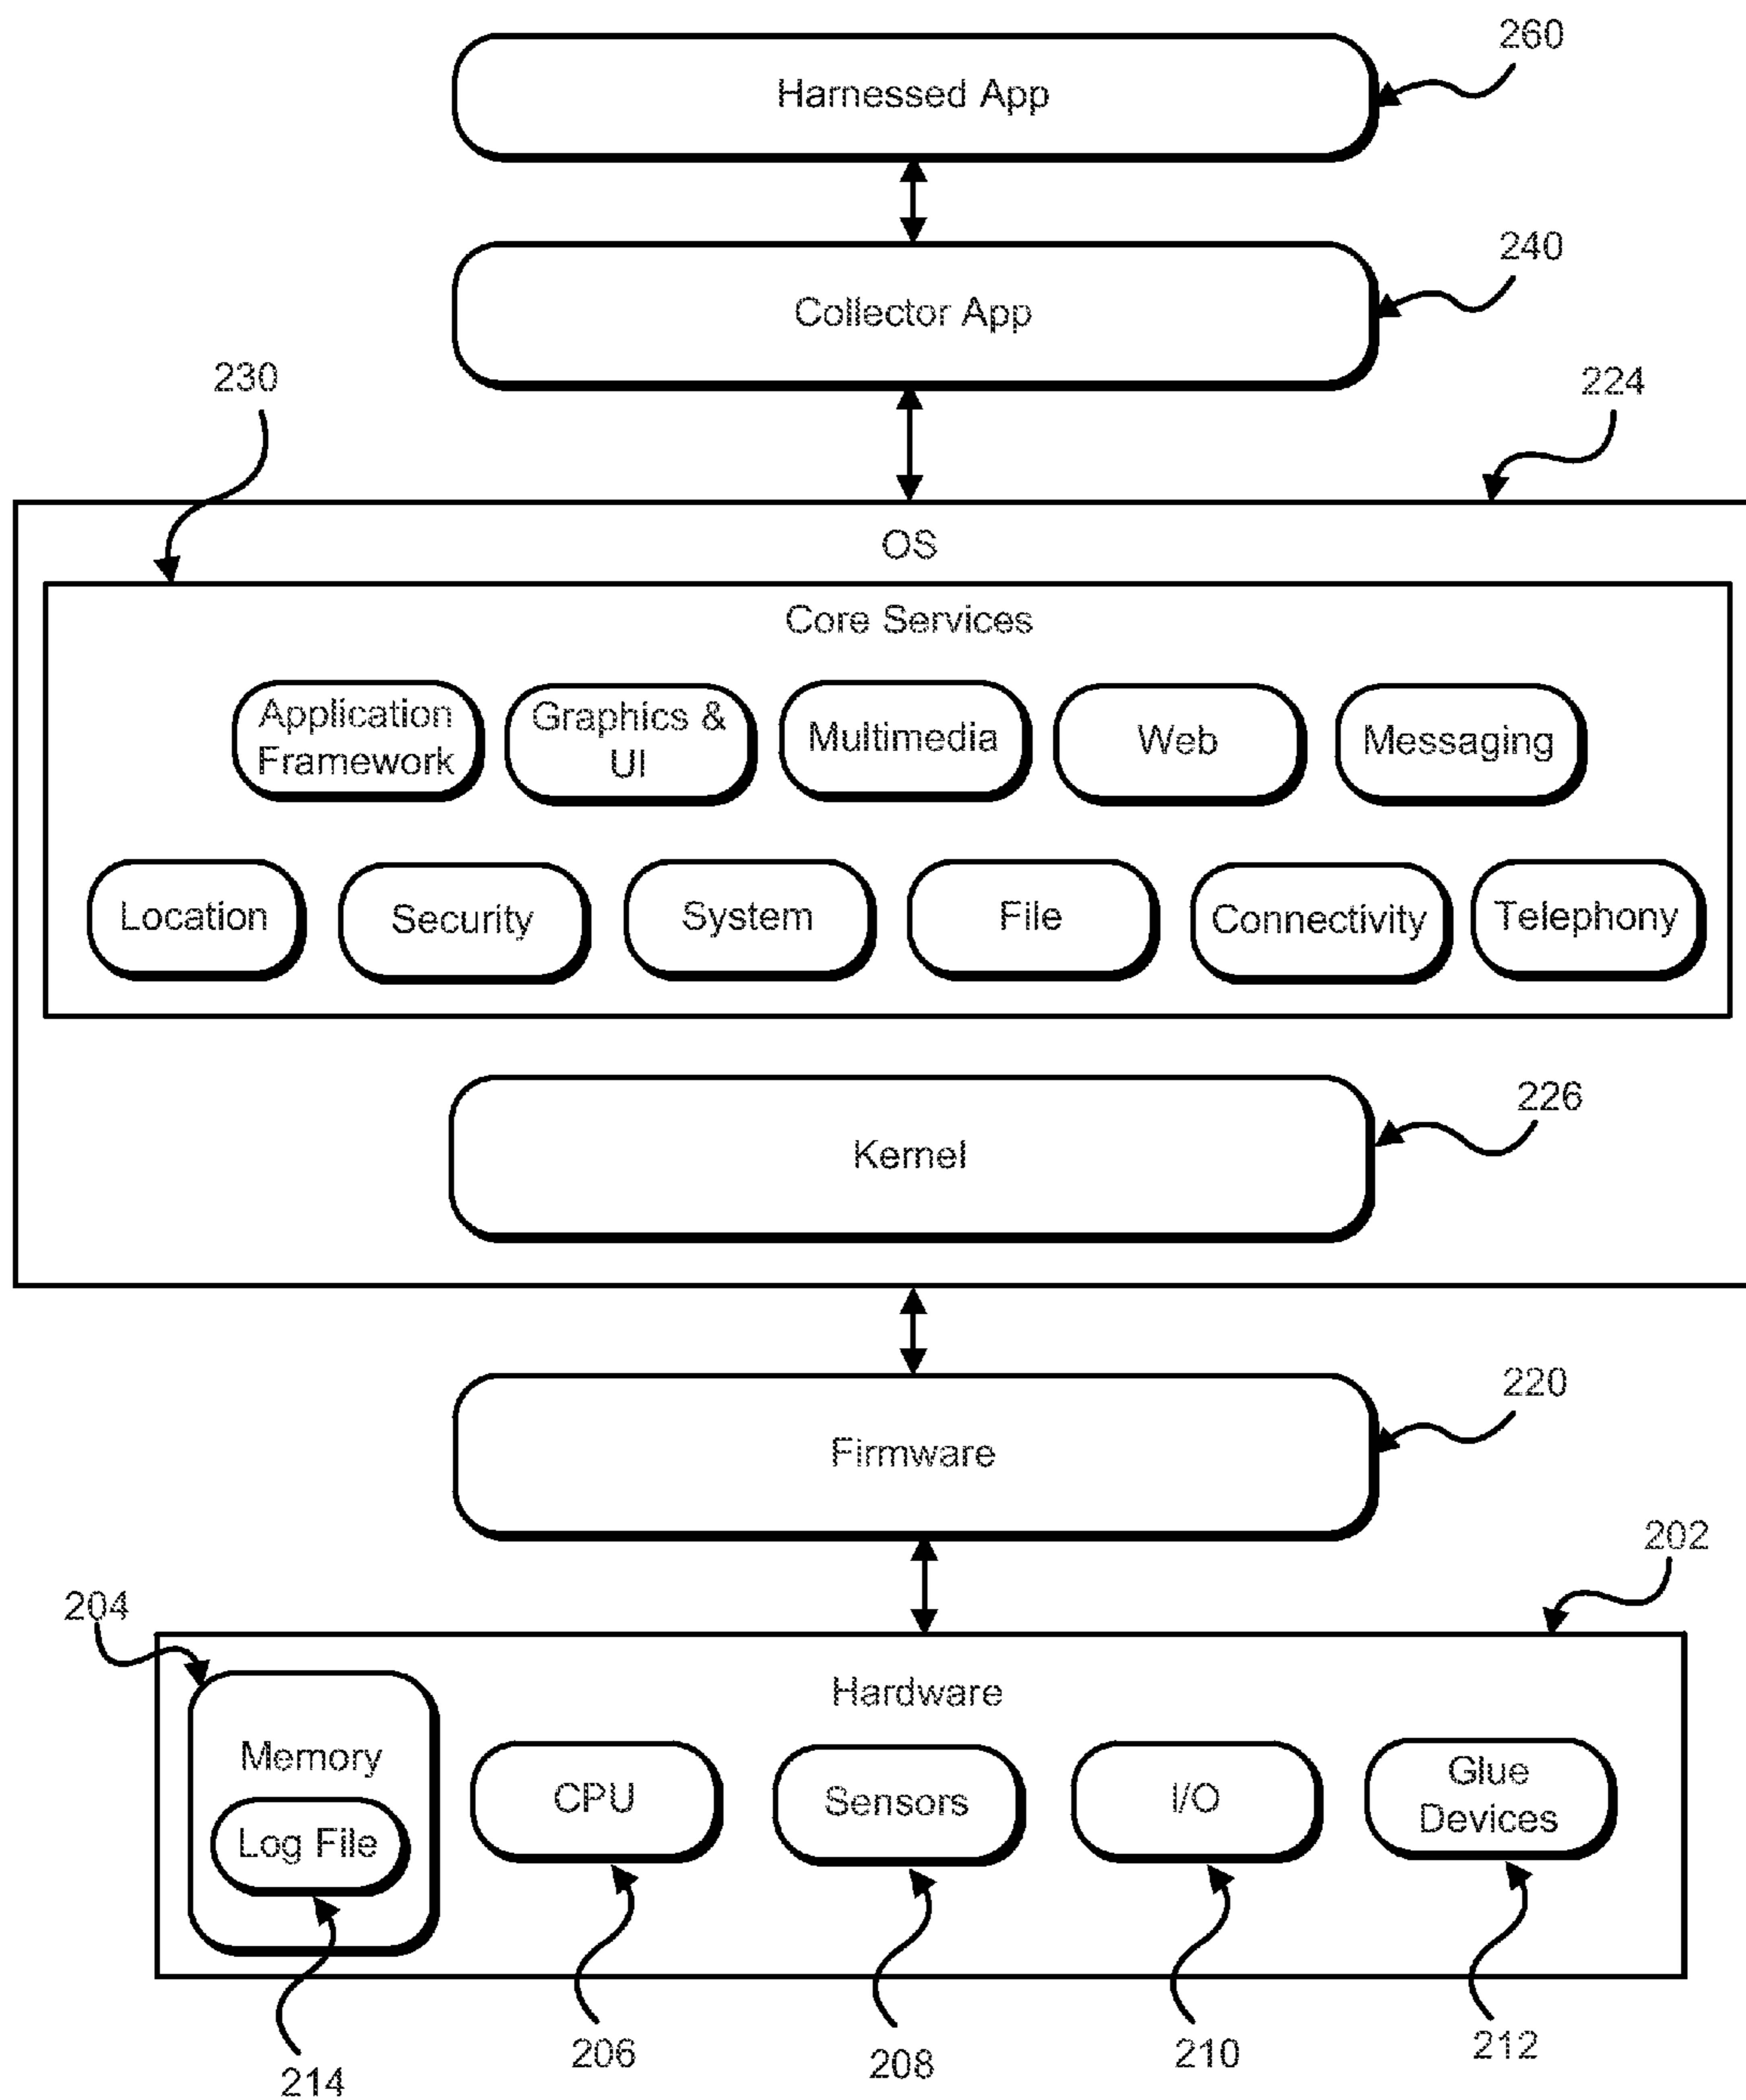 260
Harnessed App
240
Collector App
230
224
OS
Core Services
Application
Framework
Graphics &
UI
Multimedia
Web
Messaging
Location
Security
System
File
Connectivity
Telephony
226
Kernel
220
Firmware
202
204
Hardware
Memory
Log File
CPU
Sensors
I/O
Glue
Devices
214
206
208
210
212